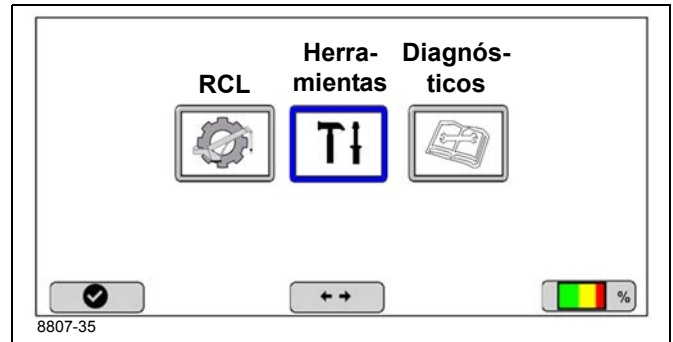 RCL
Herra-
mientas
Diagnós-
ticos
%
8807-35